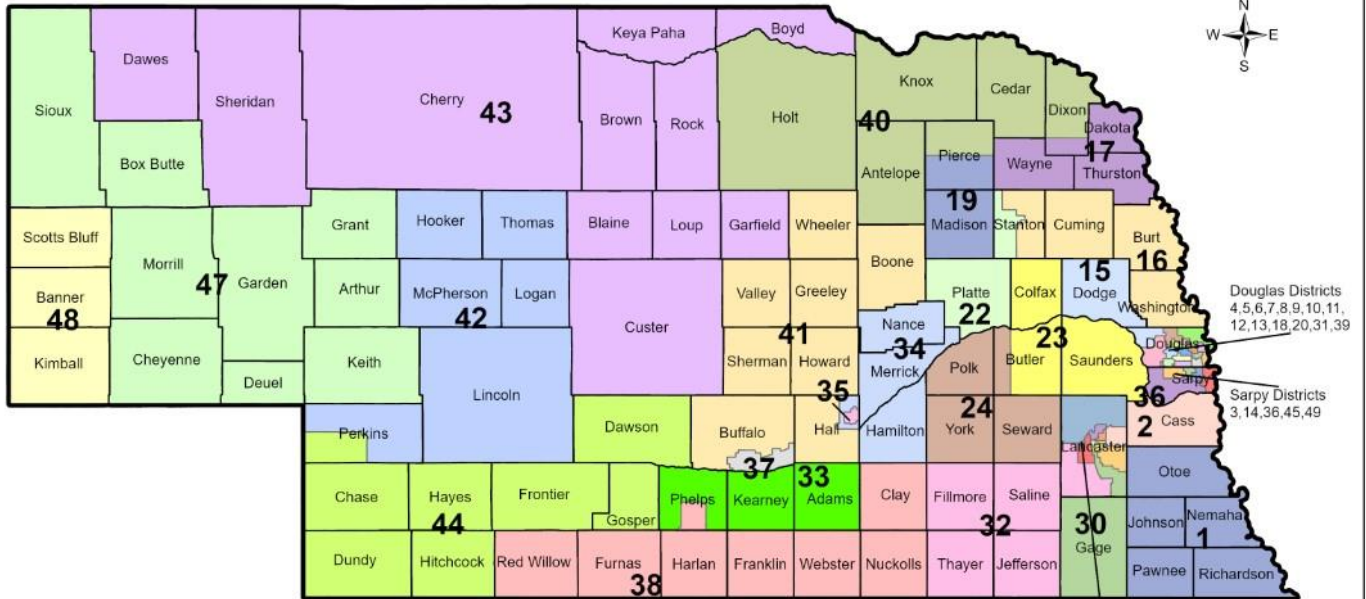 N
W E
S
Keya Paha
Boyd
Dawes
Sioux
Sheridan
Cherry
43
Brown
Rock
Holt
Knox
40
Cedar
Dixon
Dakota
17
Box Butte
Antelope
Pierce
Wayne
Thurston
Scotts Bluff
Morrill
47
Garden
Grant
Hooker
Thomas
Blaine
Loup
Garfield
Wheeler
19
Madison
Stanton
Cuming
Burt
16
Boone
Banner
48
Arthur
McPherson
42
Logan
Custer
Valley
Greeley
Platte
22
Colfax
15
Dodge
Washington
Douglas Districts
4,5,6,7,8,9,10,11,
12,13,18,20,31,39
Nance
34
23
Douglas
Kimball
Cheyenne
Deuel
Keith
Lincoln
41
Sherman
Howard
Merrick
Polk
Butler
Saunders
Sarpy
Sarpy Districts
3,14,36,45,49
36
35
24
2
Cass
Perkins
Dawson
Buffalo
Hall
Hamilton
York
Seward
Lancaster
Otoe
37
33
Chase
Hayes
44
Frontier
Gosper
Phelps
Kearney
Adams
Clay
Fillmore
Saline
32
30
Gage
Johnson
Nemaha
1
Dundy
Hitchcock
Red Willow
Furnas
38
Harlan
Franklin
Webster
Nuckolls
Thayer
Jefferson
Pawnee
Richardson